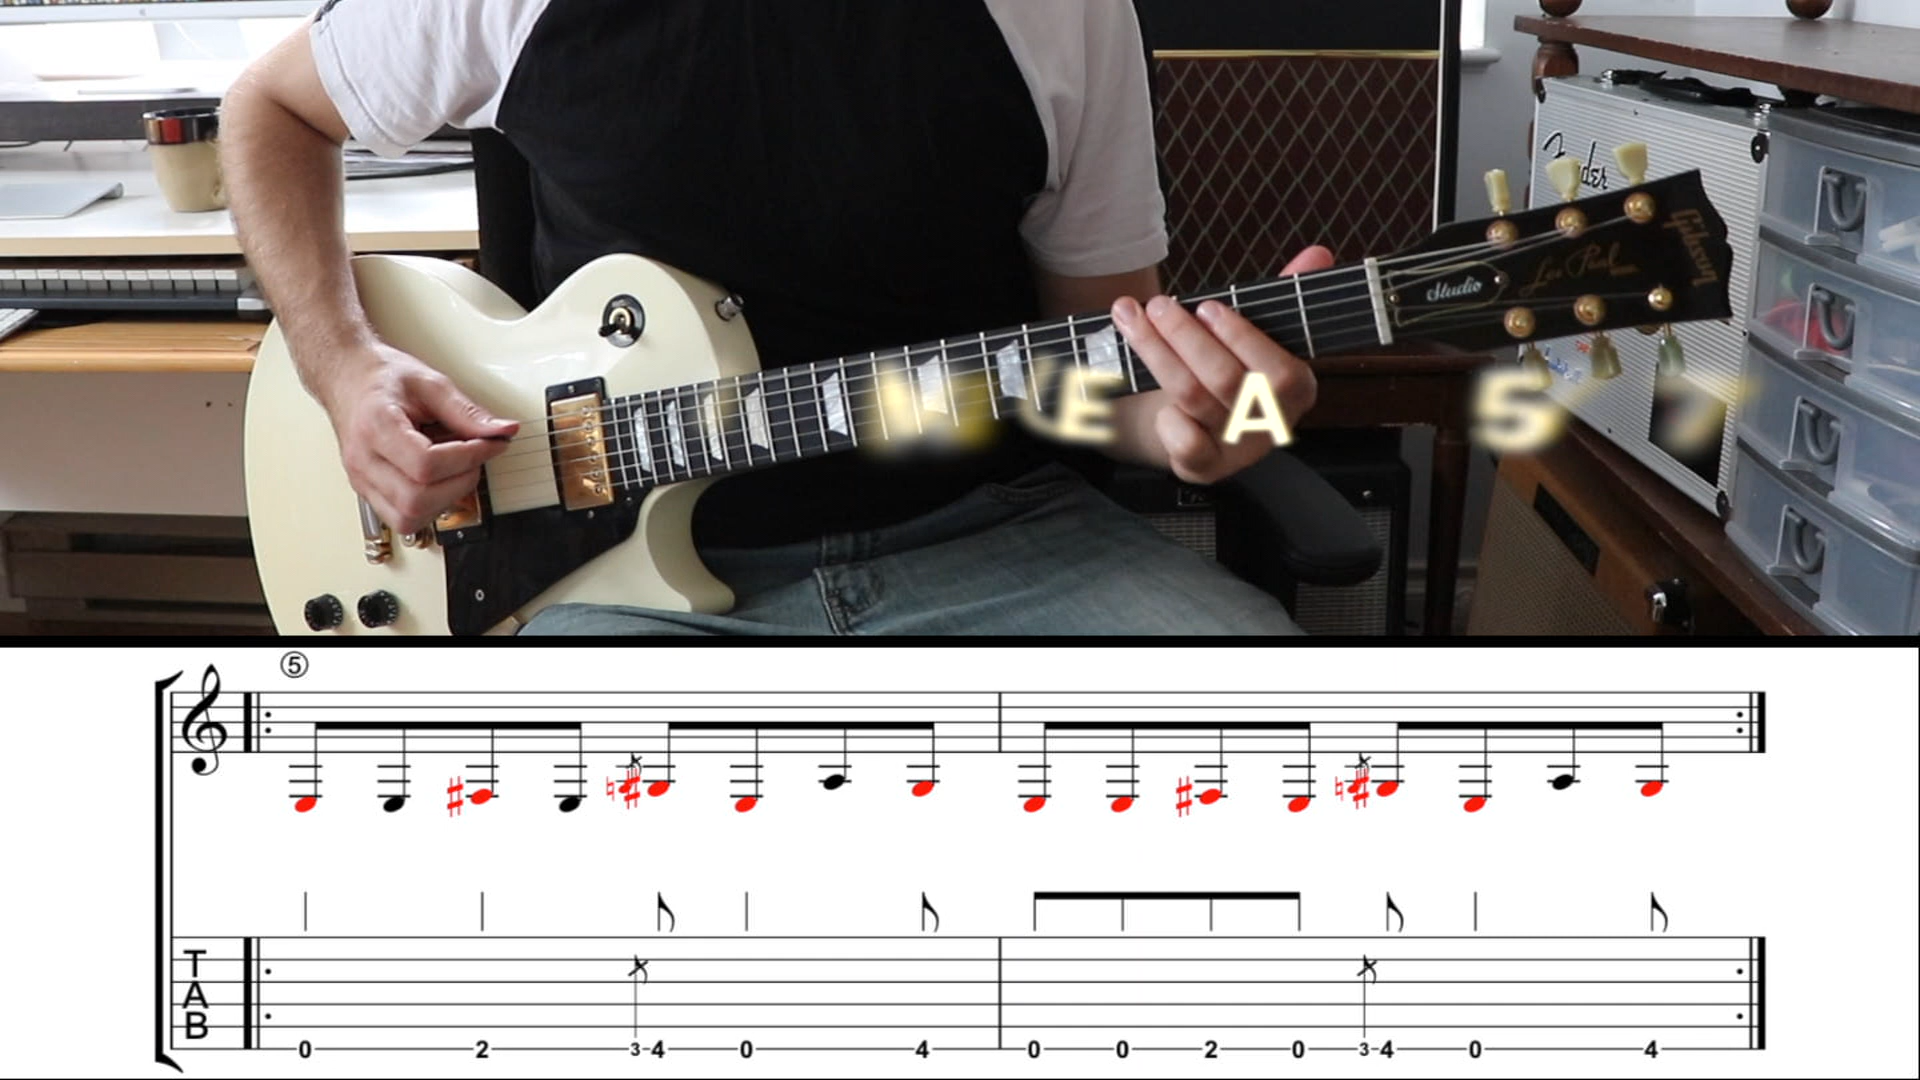 Fender
Gibson
Les Paul
Studio
E A S
⑤
T
A
B
0 2 3 4 0 4 0 0 2 0 3 4 0 4